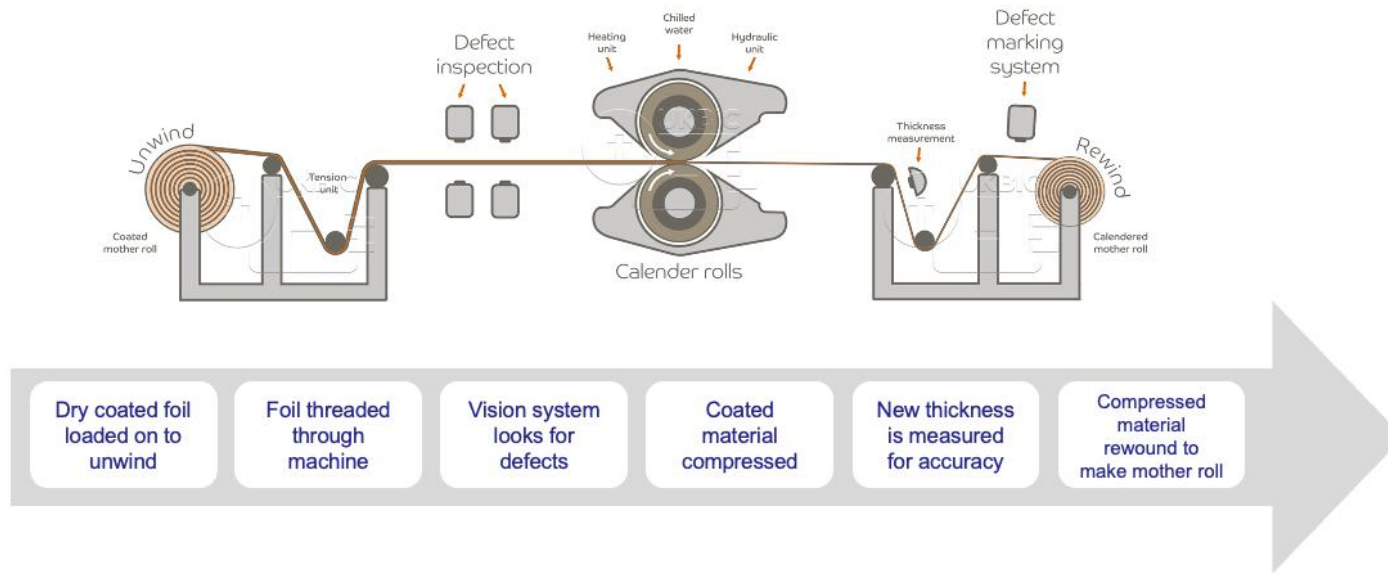 Defect
inspection
Heating
unit
Chilled
water
Hydraulic
unit
Defect
marking
system
Unwind
Tension
unit
Coated
mother roll
Calender rolls
Thickness
measurement
Rewind
Calendered
mother roll
UKBIC
UKBIC
UKBIC
Dry coated foil
loaded on to
unwind
Foil threaded
through
machine
Vision system
looks for
defects
Coated
material
compressed
New thickness
is measured
for accuracy
Compressed
material
rewound to
make mother roll